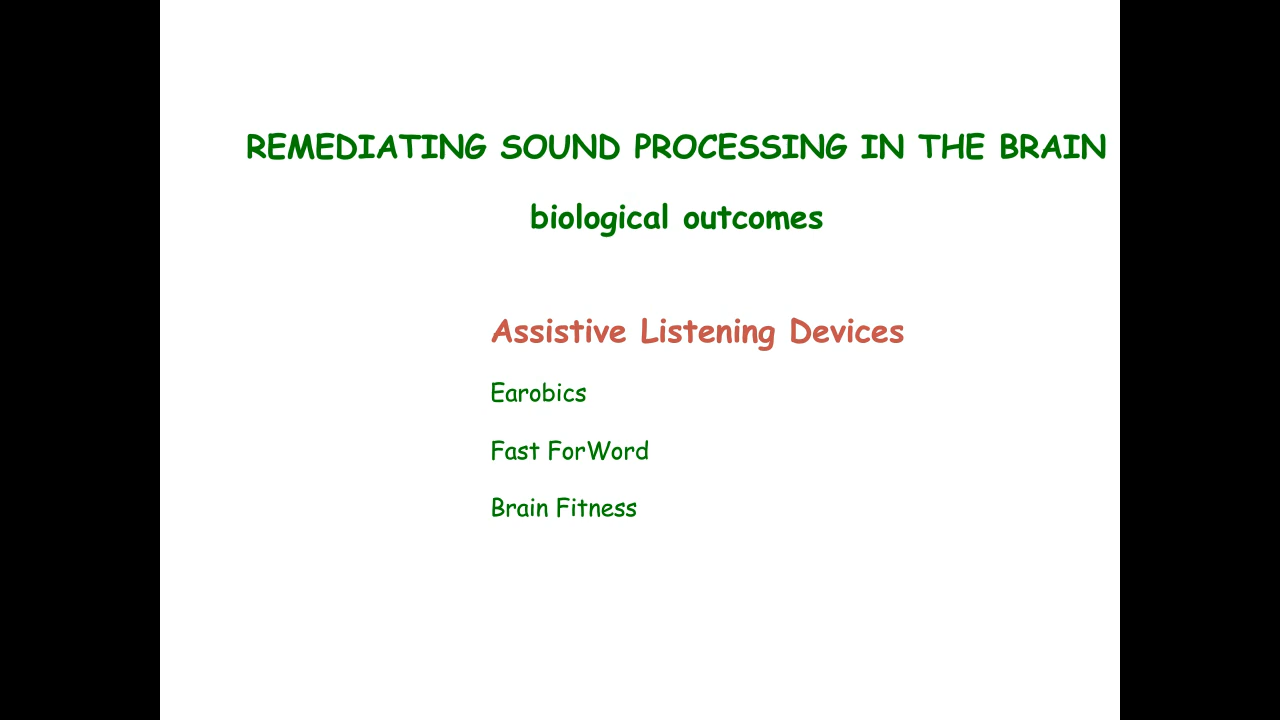 REMEDIATING SOUND PROCESSING IN THE BRAIN
biological outcomes
Assistive Listening Devices
Earobics
Fast ForWord
Brain Fitness